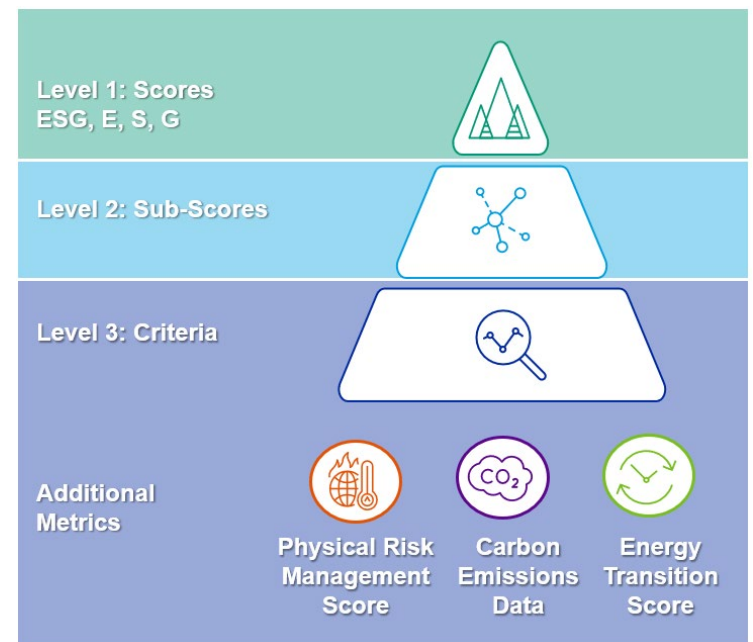 Level 1: Scores
ESG, E, S, G
Level 2: Sub-Scores
Level 3: Criteria
Additional
Metrics
CO₂
Physical Risk
Management
Score
Carbon
Emissions
Data
Energy
Transition
Score